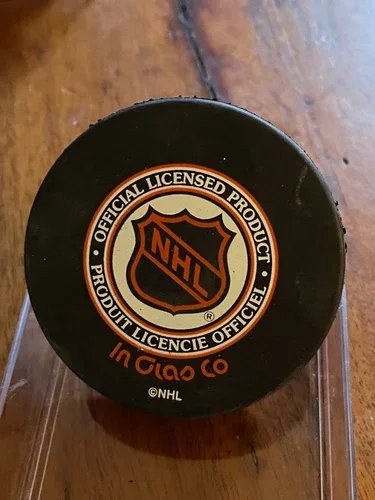 • OFFICIAL LICENSED PRODUCT •
NHL
®
PRODUIT LICENCIE OFFICIEL
In Glas Co
©NHL